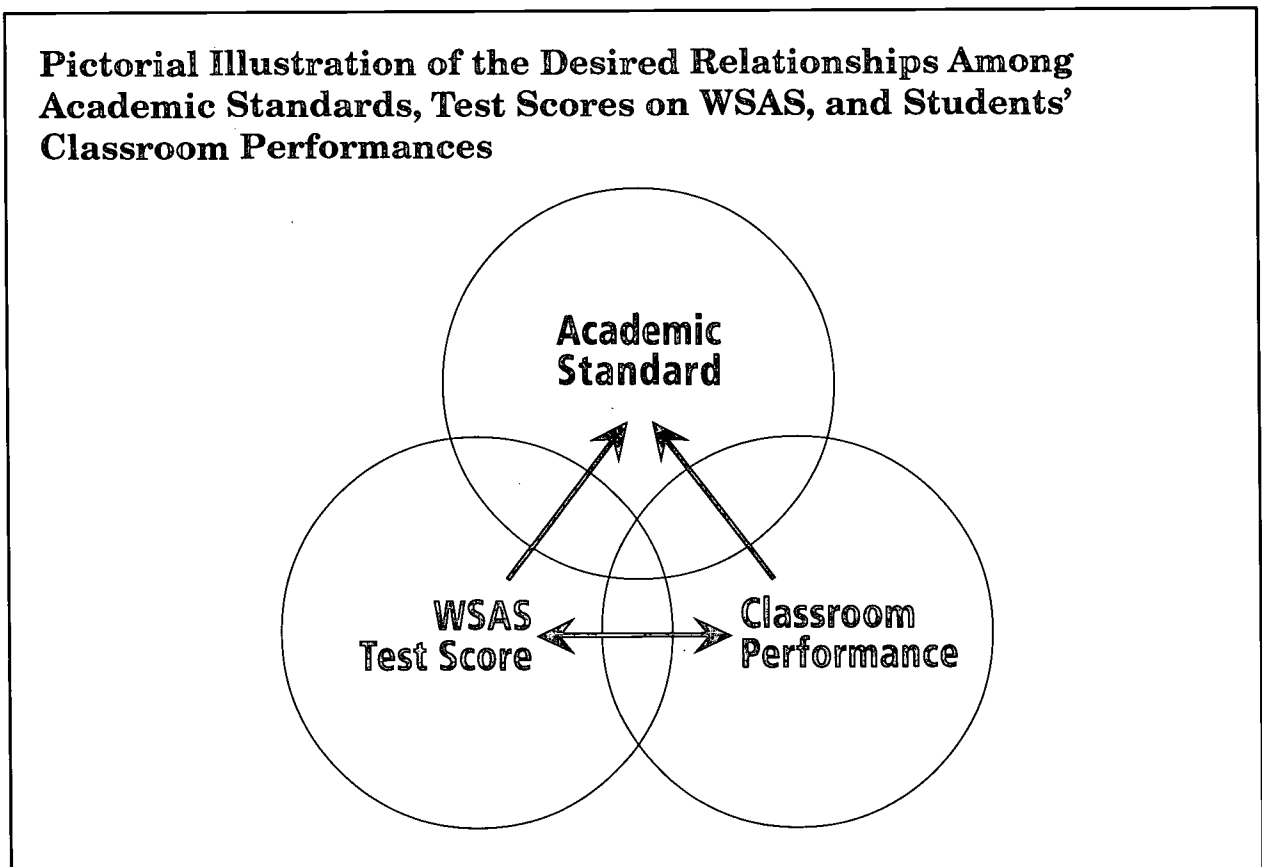 Pictorial Illustration of the Desired Relationships Among
Academic Standards, Test Scores on WSAS, and Students’
Classroom Performances
Academic
Standard
WSAS
Test Score
Classroom
Performance